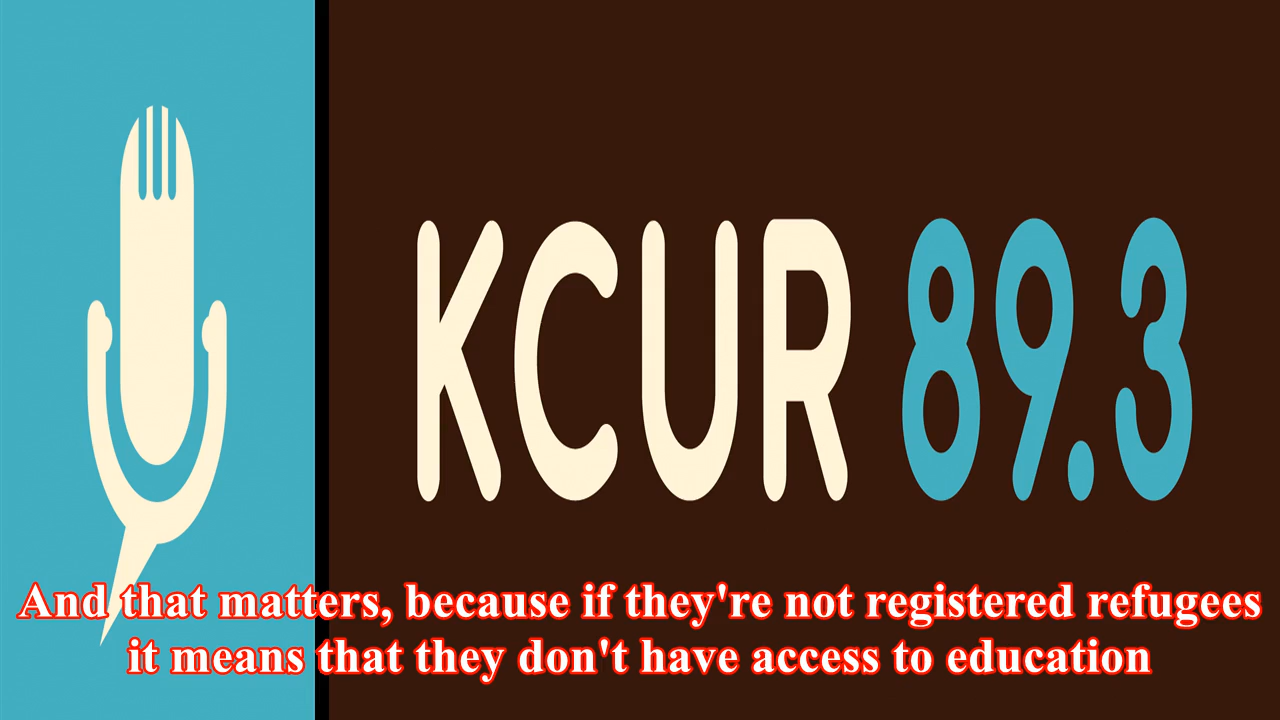 KCUR 89.3
And that matters, because if they're not registered refugees
it means that they don't have access to education